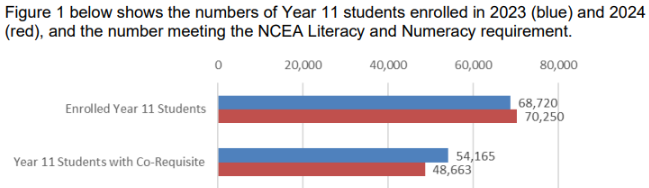 Figure 1 below shows the numbers of Year 11 students enrolled in 2023 (blue) and 2024
(red), and the number meeting the NCEA Literacy and Numeracy requirement.
0 20,000 40,000 60,000 80,000
Enrolled Year 11 Students
68,720
70,250
Year 11 Students with Co-Requisite
54,165
48,663